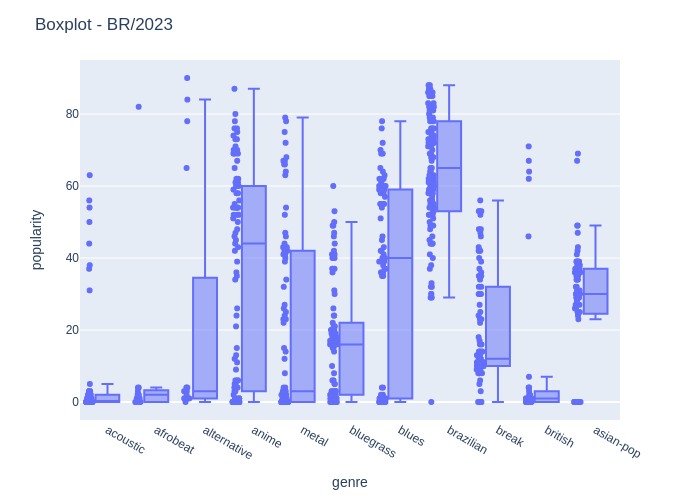 Boxplot - BR/2023
popularity
80
60
40
20
0
acoustic
afrobeat
alternative
anime
metal
bluegrass
blues
brazilian
break
british
asian-pop
genre